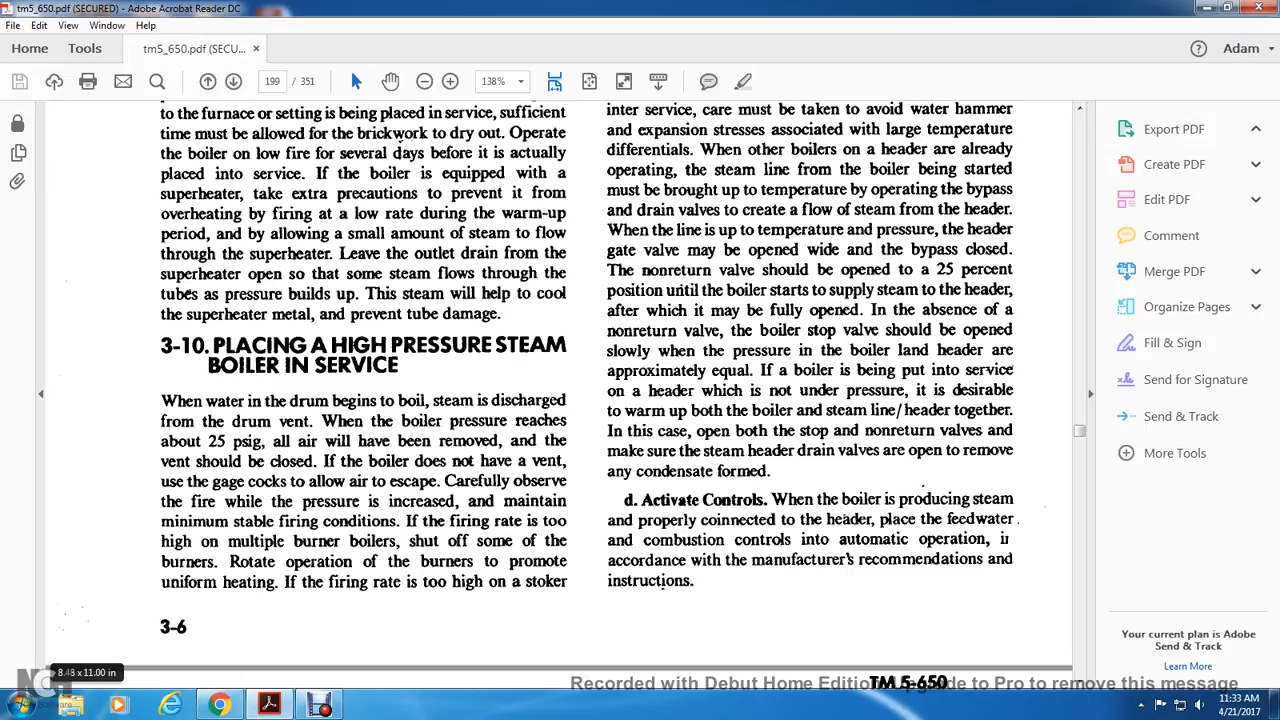 tm5_650.pdf (SECURED) - Adobe Acrobat Reader DC
File Edit View Window Help
Home Tools tm5_650.pdf (SECU... × Adam
199 / 351 138%
to the furnace or setting is being placed in service, sufficient
time must be allowed for the brickwork to dry out. Operate
the boiler on low fire for several days before it is actually
placed into service. If the boiler is equipped with a
superheater, take extra precautions to prevent it from
overheating by firing at a low rate during the warm-up
period, and by allowing a small amount of steam to flow
through the superheater. Leave the outlet drain from the
superheater open so that some steam flows through the
tubes as pressure builds up. This steam will help to cool
the superheater metal, and prevent tube damage.
3-10. PLACING A HIGH PRESSURE STEAM
BOILER IN SERVICE
When water in the drum begins to boil, steam is discharged
from the drum vent. When the boiler pressure reaches
about 25 psig, all air will have been removed, and the
vent should be closed. If the boiler does not have a vent,
use the gage cocks to allow air to escape. Carefully observe
the fire while the pressure is increased, and maintain
minimum stable firing conditions. If the firing rate is too
high on multiple burner boilers, shut off some of the
burners. Rotate operation of the burners to promote
uniform heating. If the firing rate is too high on a stoker
3-6
inter service, care must be taken to avoid water hammer
and expansion stresses associated with large temperature
differentials. When other boilers on a header are already
operating, the steam line from the boiler being started
must be brought up to temperature by operating the bypass
and drain valves to create a flow of steam from the header.
When the line is up to temperature and pressure, the header
gate valve may be opened wide and the bypass closed.
The nonreturn valve should be opened to a 25 percent
position until the boiler starts to supply steam to the header,
after which it may be fully opened. In the absence of a
nonreturn valve, the boiler stop valve should be opened
slowly when the pressure in the boiler land header are
approximately equal. If a boiler is being put into service
on a header which is not under pressure, it is desirable
to warm up both the boiler and steam line/header together.
In this case, open both the stop and nonreturn valves and
make sure the steam header drain valves are open to remove
any condensate formed.
d. Activate Controls. When the boiler is producing steam
and properly coinnected to the header, place the feedwater
and combustion controls into automatic operation, in
accordance with the manufacturer's recommendations and
instructions.
TM 5-650
Export PDF
Create PDF
Edit PDF
Comment
Merge PDF
Organize Pages
Fill & Sign
Send for Signature
Send & Track
More Tools
Your current plan is Adobe
Send & Track
Learn More
8.48 x 11.00 in
NCH Software
Recorded with Debut Home Edition. Upgrade to Pro to remove this message
11:33 AM
4/21/2017